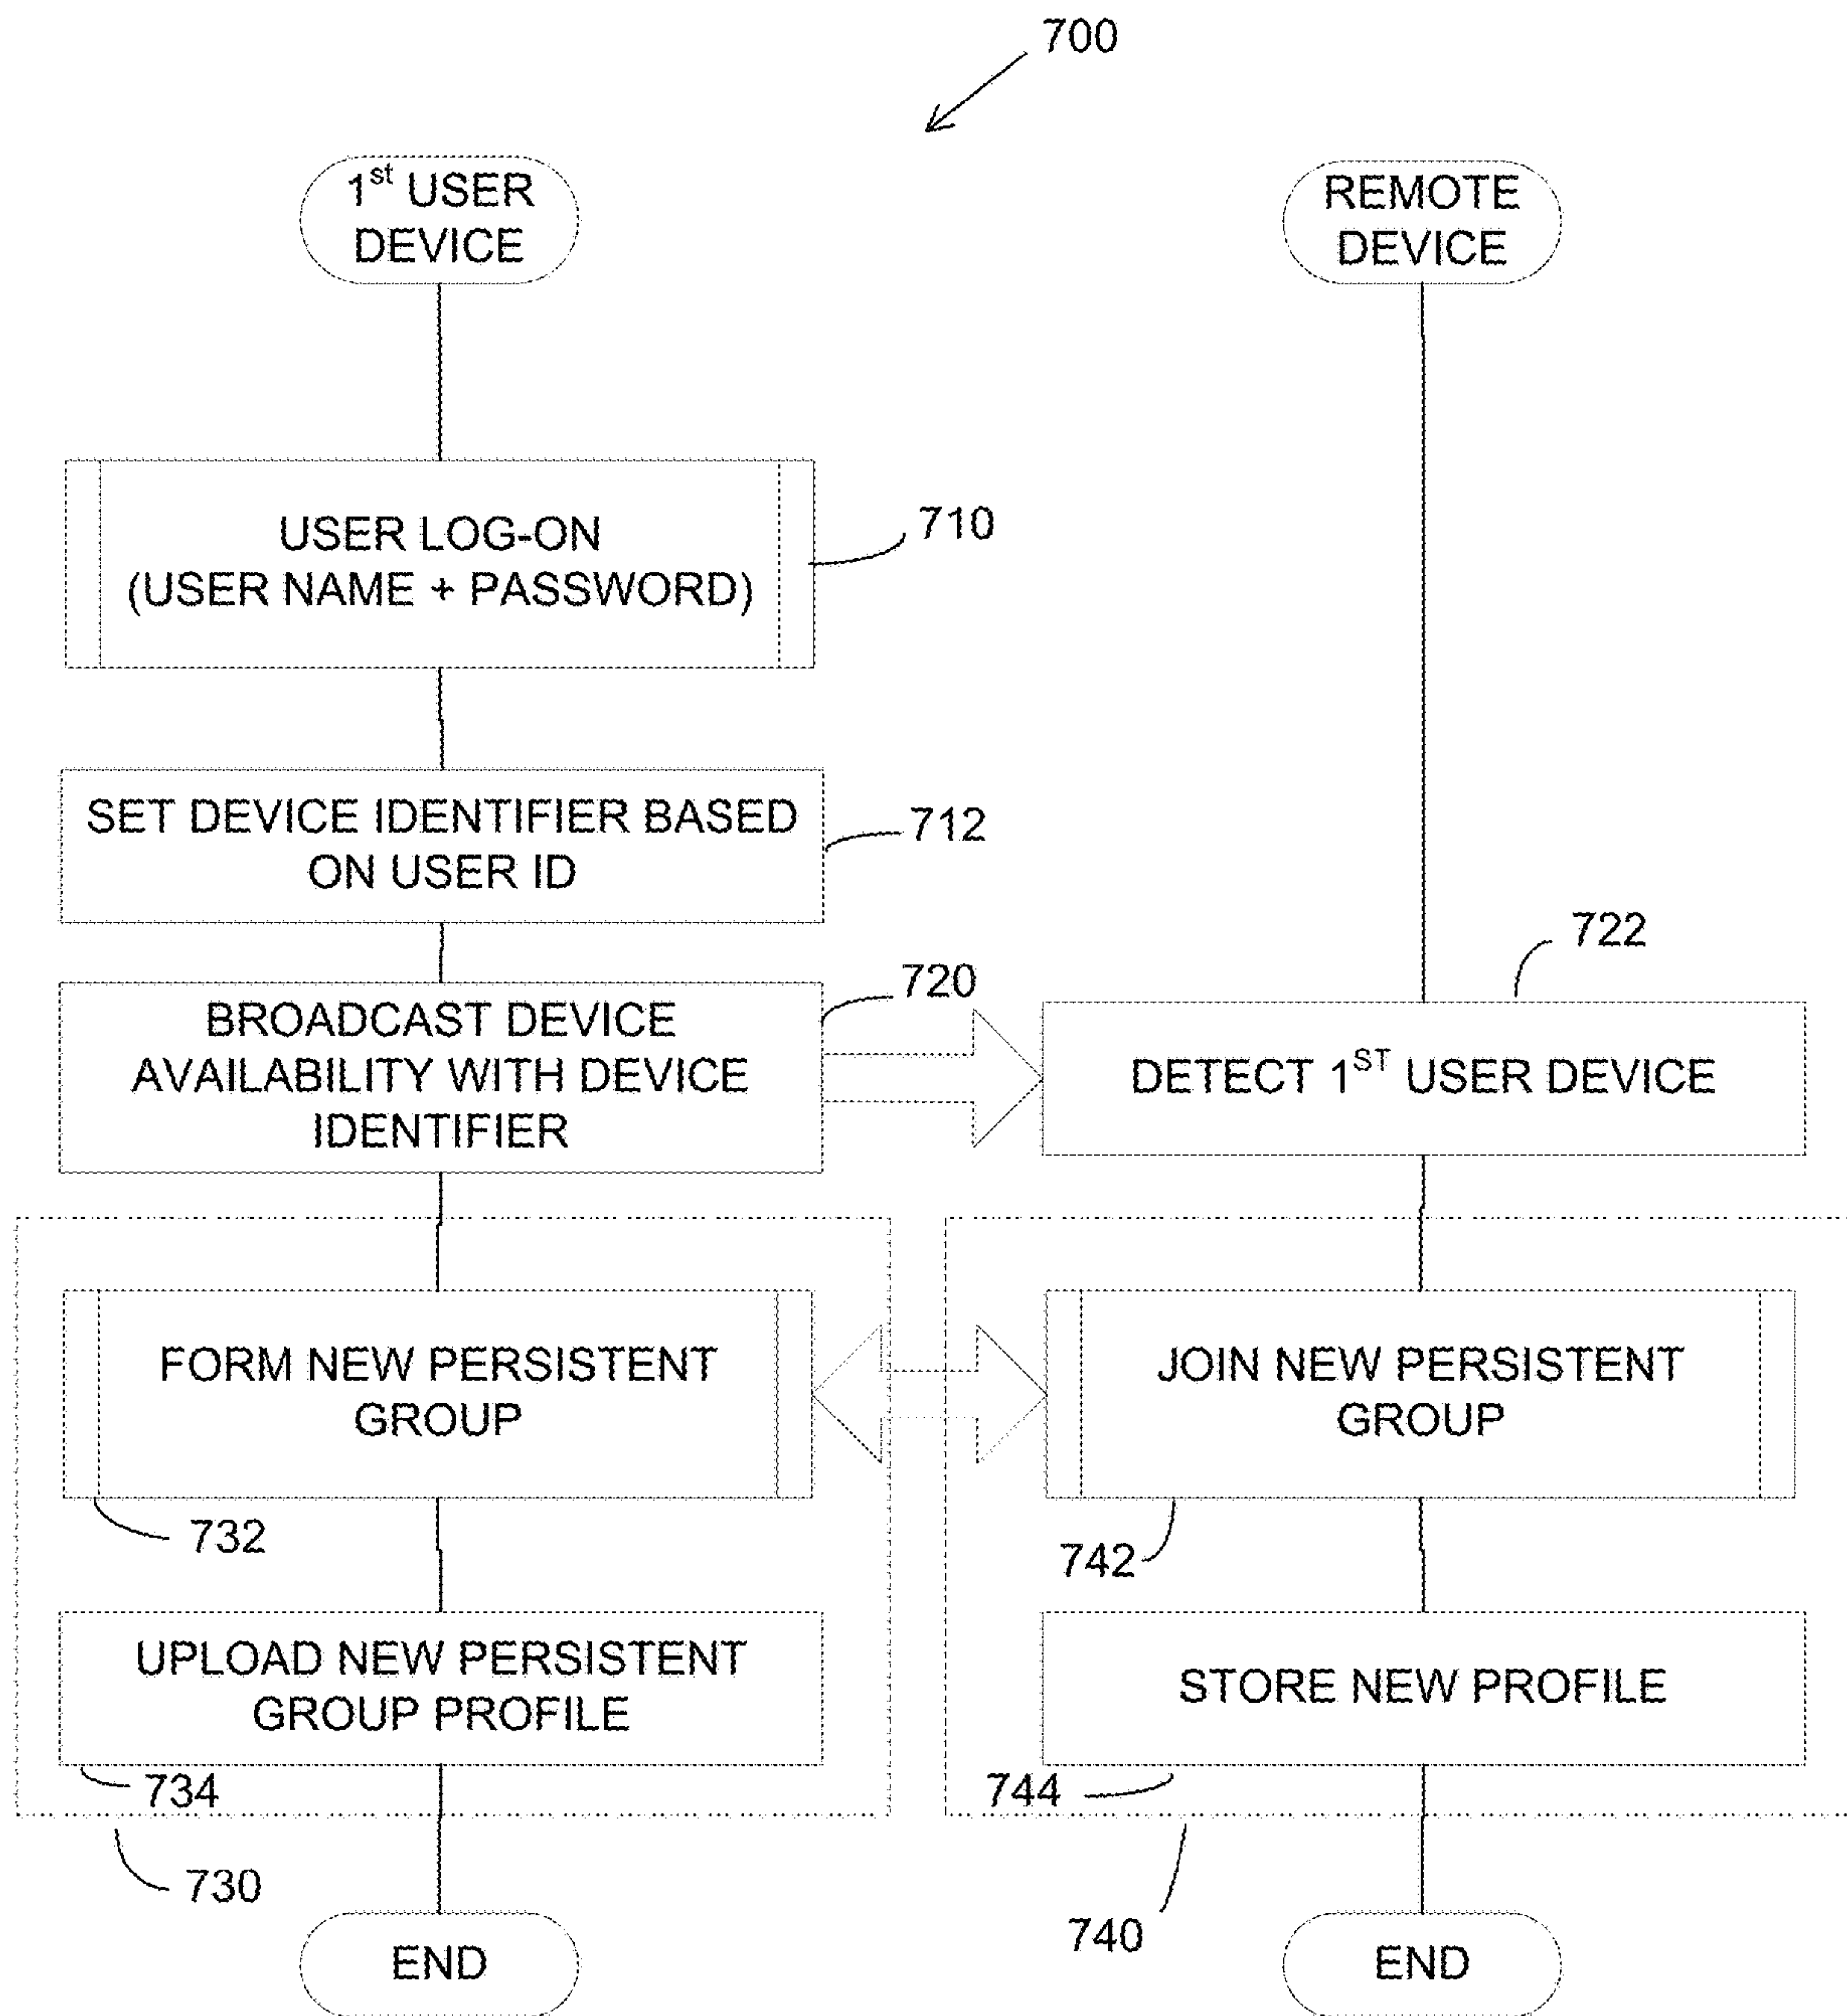 700
1st USER
DEVICE
REMOTE
DEVICE
USER LOG-ON
(USER NAME + PASSWORD)
710
SET DEVICE IDENTIFIER BASED
ON USER ID
712
722
720
BROADCAST DEVICE
AVAILABILITY WITH DEVICE
IDENTIFIER
DETECT 1ST USER DEVICE
FORM NEW PERSISTENT
GROUP
JOIN NEW PERSISTENT
GROUP
732
742
UPLOAD NEW PERSISTENT
GROUP PROFILE
STORE NEW PROFILE
734
744
730
740
END
END